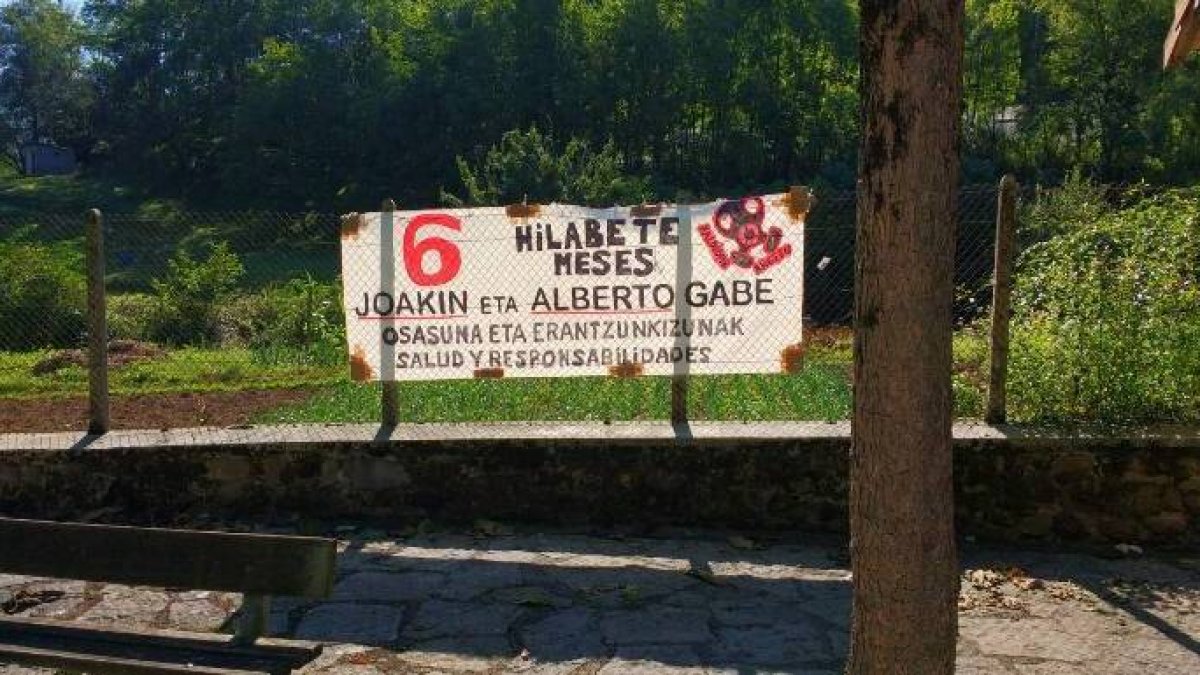 6 HiLABETE
MESES
JOAKIN ETA ALBERTO GABE
OSASUNA ETA ERANTZUNKIZUNAK
SALUD Y RESPONSABILIDADES